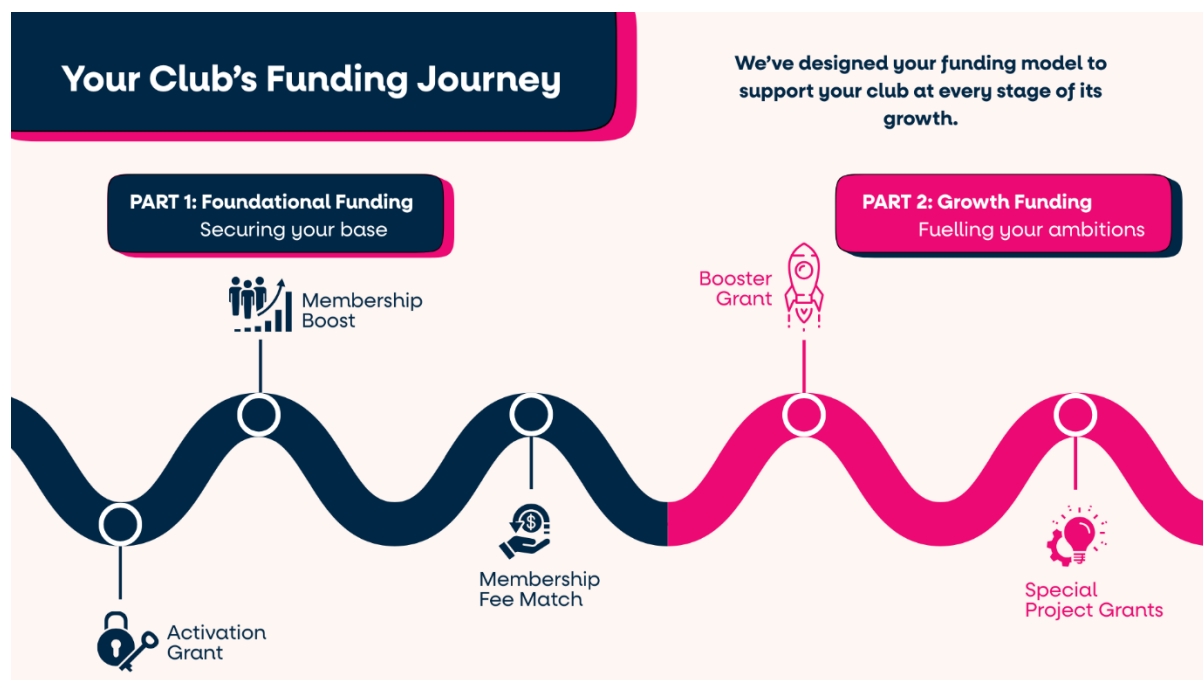 Your Club’s Funding Journey
We’ve designed your funding model to
support your club at every stage of its
growth.
PART 1: Foundational Funding
Securing your base
PART 2: Growth Funding
Fuelling your ambitions
Membership
Boost
Booster
Grant
$
Membership
Fee Match
Special
Project Grants
Activation
Grant